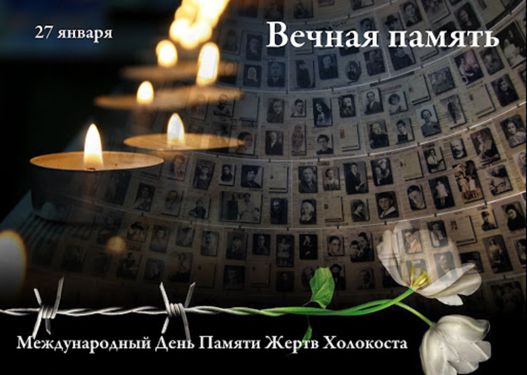 27 января
Вечная память
Международный День Памяти Жертв Холокоста